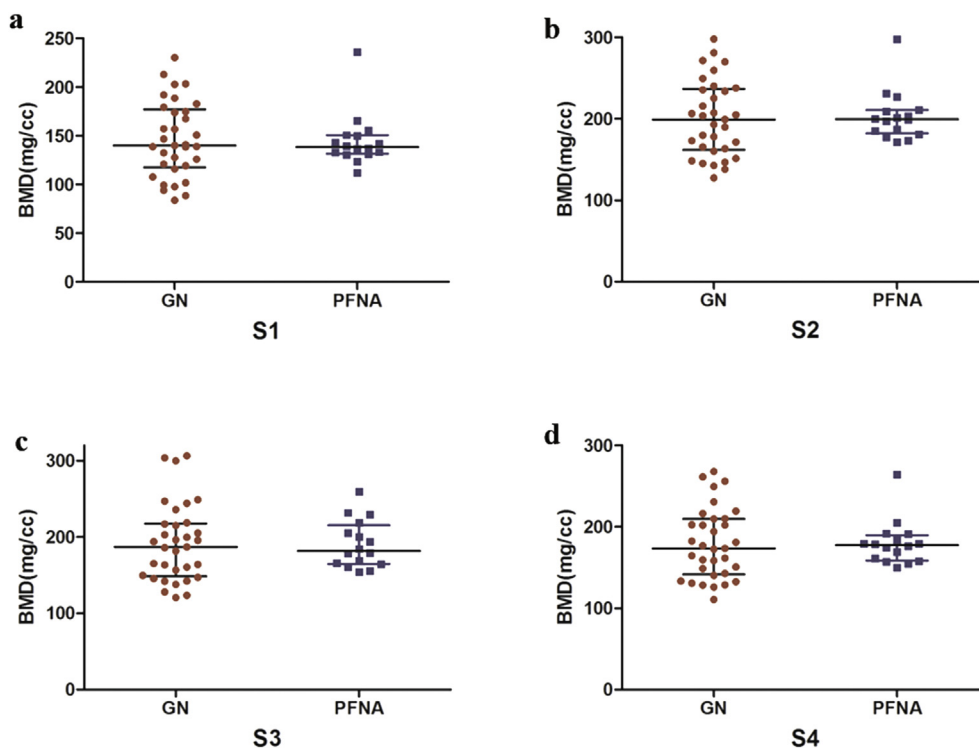 a
BMD(mg/cc)
250
200
150
100
50
0
GN PFNA
S1
b
BMD(mg/cc)
300
200
100
0
GN PFNA
S2
c
BMD(mg/cc)
300
200
100
0
GN PFNA
S3
d
BMD(mg/cc)
300
200
100
0
GN PFNA
S4